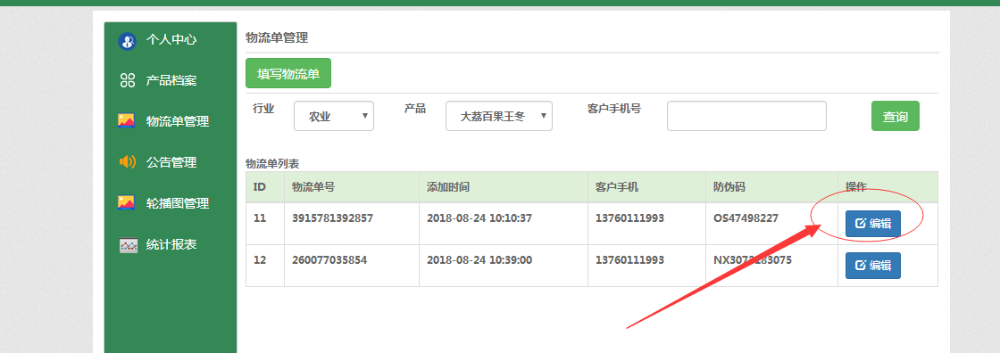 个人中心
产品档案
物流单管理
公告管理
轮播图管理
统计报表
物流单管理
填写物流单
行业 农业 产品 大荔百果王冬 客户手机号 查询
物流单列表
ID 物流单号 添加时间 客户手机 防伪码 操作
11 3915781392857 2018-08-24 10:10:37 13760111993 OS47498227 编辑
12 260077035854 2018-08-24 10:39:00 13760111993 编辑